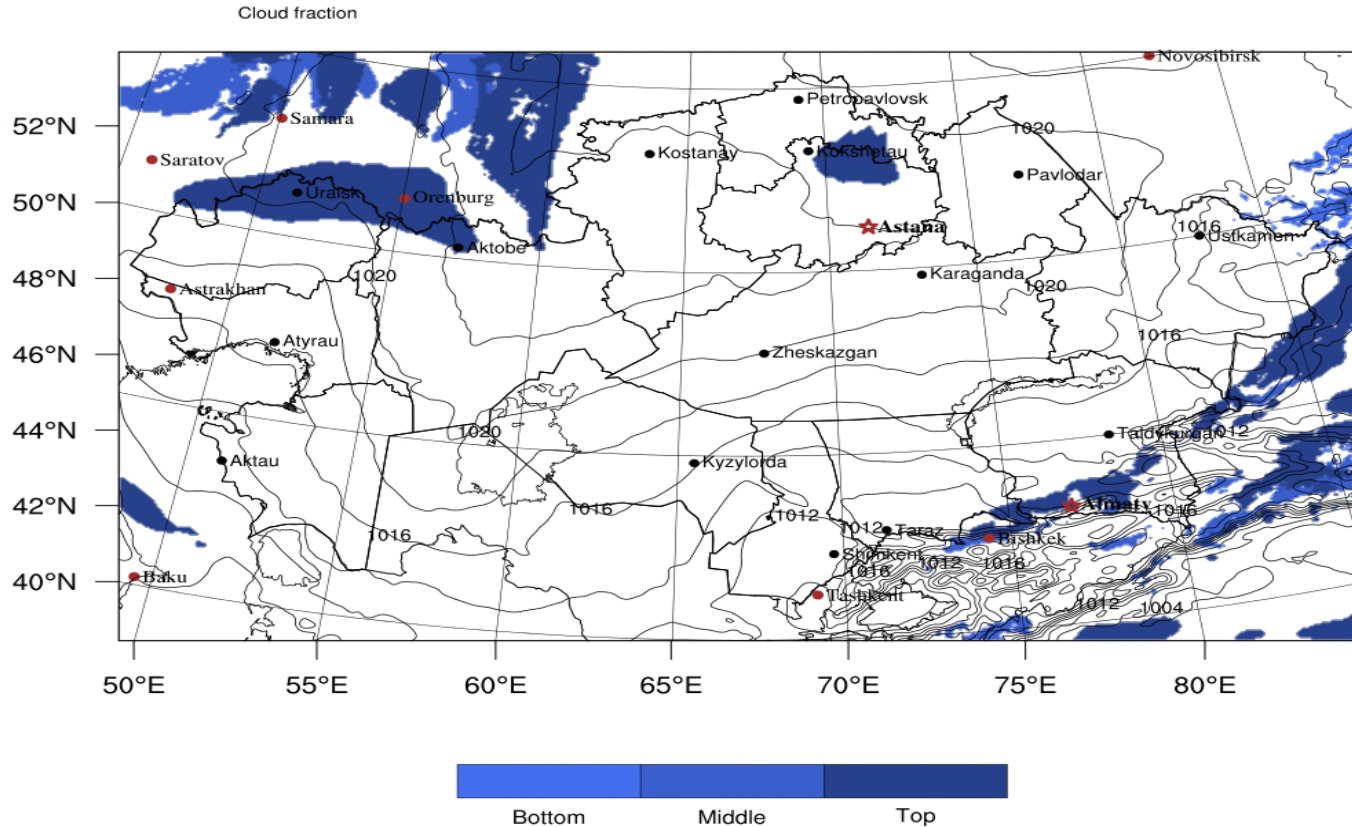 Cloud fraction
Novosibirsk
Petropavlovsk
52°N
Samara
1020
Saratov
Kostanay
Kokshetau
Pavlodar
50°N
Uralsk
Orenburg
Astana
1016
Ustkamen
Aktobe
48°N
1020
Karaganda
1020
Astrakhan
46°N
Atyrau
Zheskazgan
1016
44°N
1020
Taldykurgan
1012
Aktau
Kyzylorda
42°N
1016
1012
Almaty
1016
1016
1012
Taraz
Bishkek
Shimkent
1012
1016
40°N
Baku
1016
Tashkent
1012
1004
50°E 55°E 60°E 65°E 70°E 75°E 80°E
Bottom Middle Top